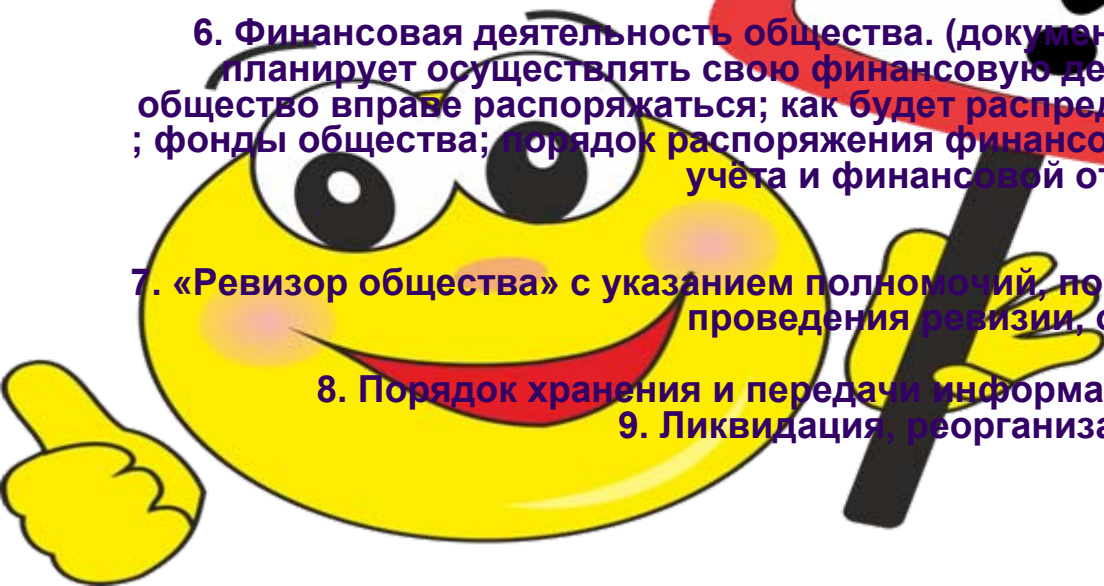 6. Финансовая деятельность общества. (докумен
планирует осуществлять свою финансовую де
общество вправе распоряжаться; как будет распред
; фонды общества; порядок распоряжения финансо
учёта и финансовой от
7. «Ревизор общества» с указанием полномочий, по
проведения ревизии, о
8. Порядок хранения и передачи информа
9. Ликвидация, реорганиза